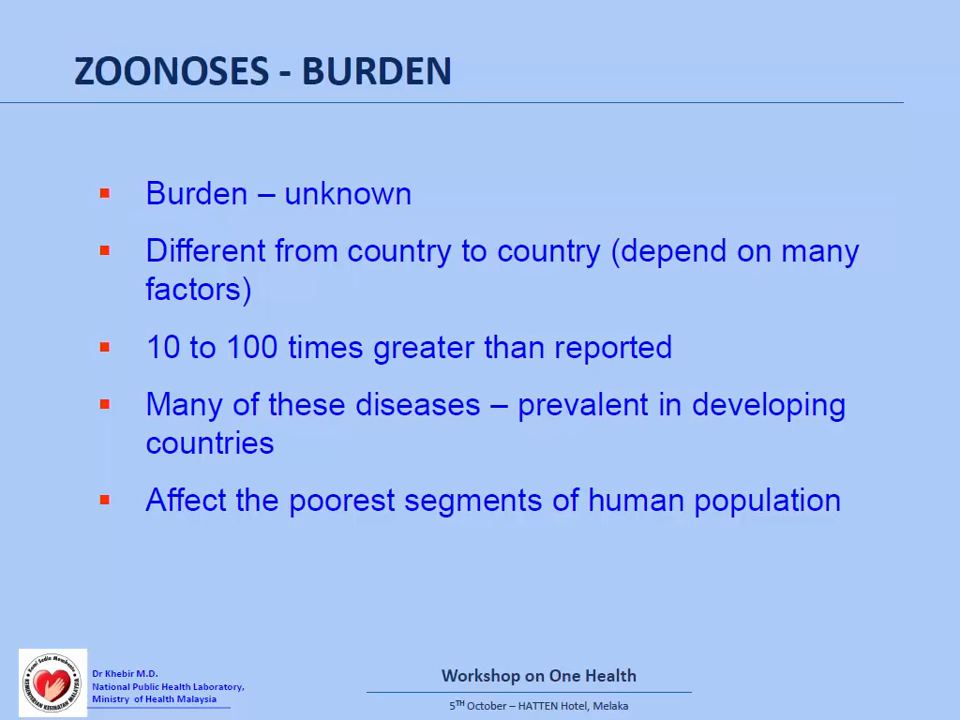 ZOONOSES - BURDEN
▪ Burden – unknown
▪ Different from country to country (depend on many
factors)
▪ 10 to 100 times greater than reported
▪ Many of these diseases – prevalent in developing
countries
▪ Affect the poorest segments of human population
Dr Khebir M.D.
National Public Health Laboratory,
Ministry of Health Malaysia
Workshop on One Health
5TH October – HATTEN Hotel, Melaka